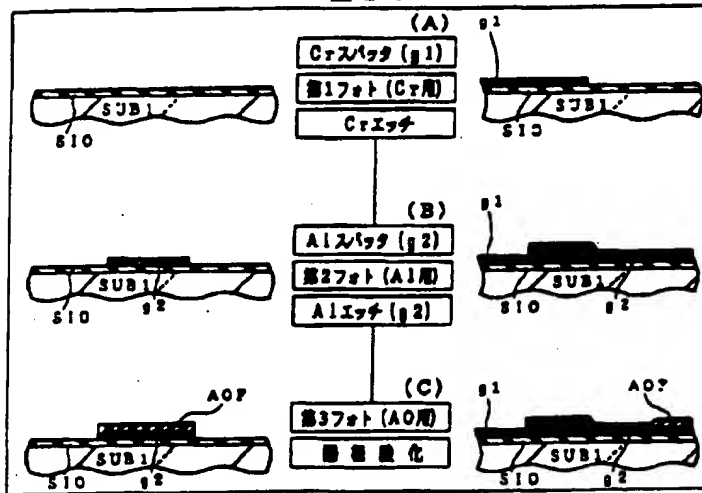 (A)
g1
Crスパッタ(g1)
第1フォト(Cr用)
Crエッチ
SUB1
SIO
SUB1
SIO
(B)
g1
Alスパッタ(g2)
第2フォト(Al用)
Alエッチ(g2)
SUB1
SIO
g2
SUB1
SIO
g2
(C)
AOF
g1
AOF
第3フォト(AO用)
陽極酸化
SUB1
SIO
g2
SUB1
SIO
g2